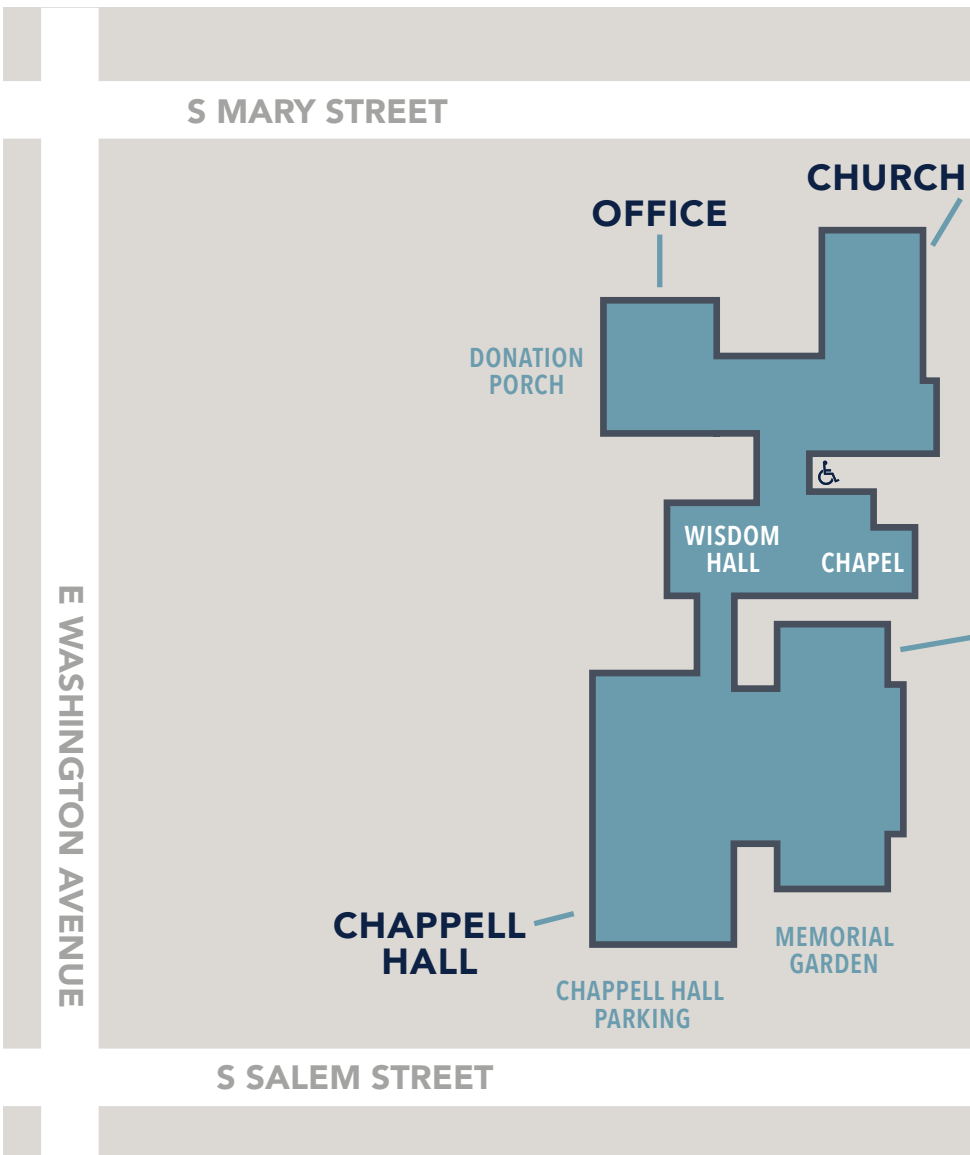 S MARY STREET
CHURCH
OFFICE
DONATION
PORCH
WISDOM
HALL
CHAPEL
E WASHINGTON AVENUE
CHAPPELL
HALL
MEMORIAL
GARDEN
CHAPPELL HALL
PARKING
S SALEM STREET